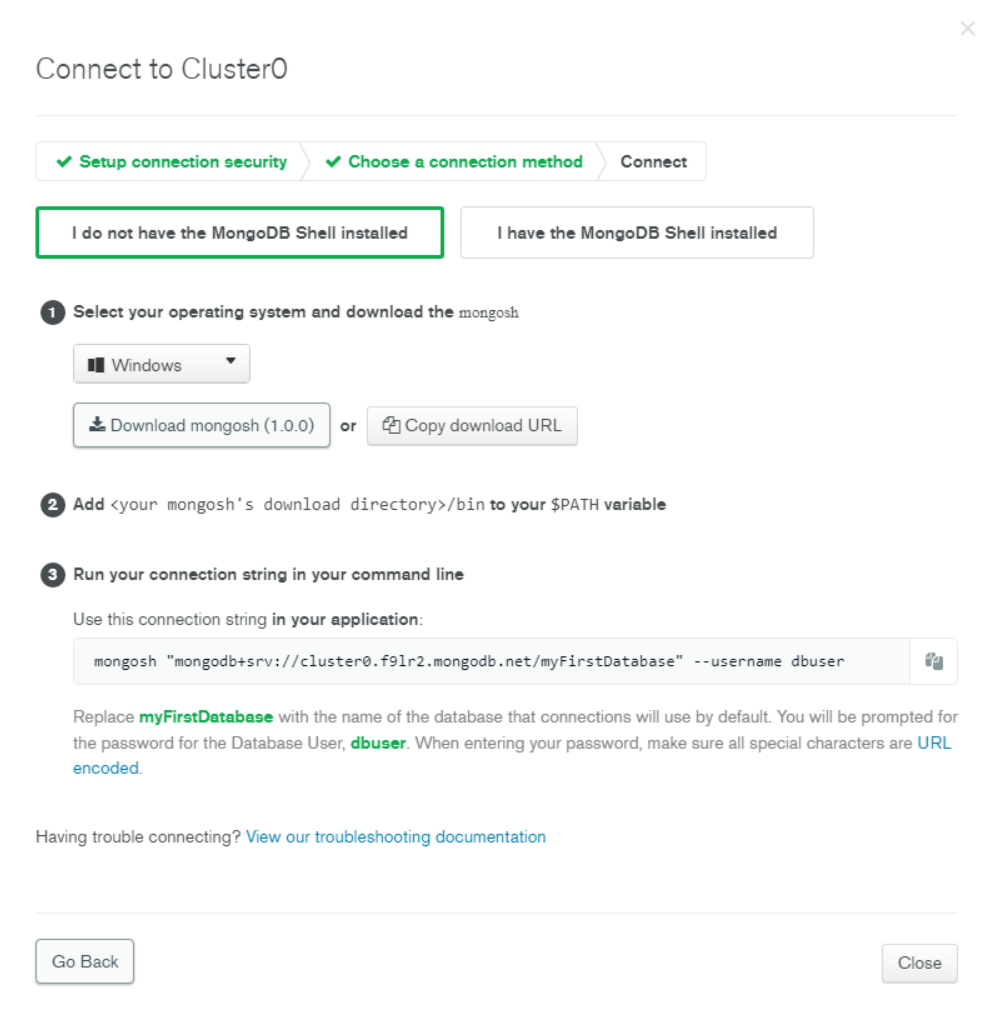 Connect to Cluster0
Setup connection security
Choose a connection method
Connect
I do not have the MongoDB Shell installed
I have the MongoDB Shell installed
1 Select your operating system and download the mongosh
Windows
Download mongosh (1.0.0) or Copy download URL
2 Add <your mongosh's download directory>/bin to your $PATH variable
3 Run your connection string in your command line
Use this connection string in your application:
mongosh "mongodb+srv://cluster0.f9lr2.mongodb.net/myFirstDatabase" --username dbuser
Replace myFirstDatabase with the name of the database that connections will use by default. You will be prompted for
the password for the Database User, dbuser. When entering your password, make sure all special characters are URL
encoded.
Having trouble connecting? View our troubleshooting documentation
Go Back
Close